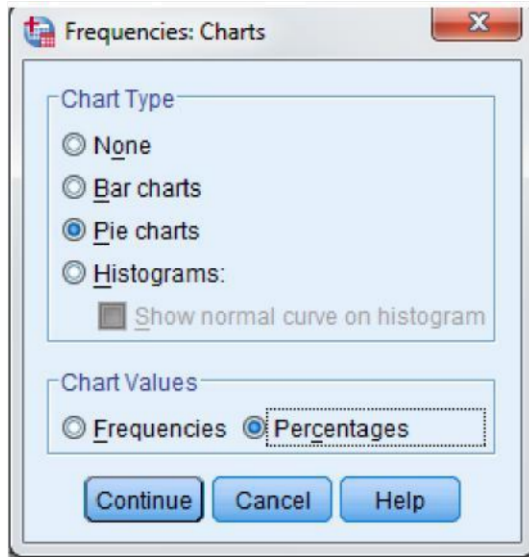 Frequencies: Charts
Chart Type
None
Bar charts
Pie charts
Histograms:
Show normal curve on histogram
Chart Values
Frequencies Percentages
Continue Cancel Help